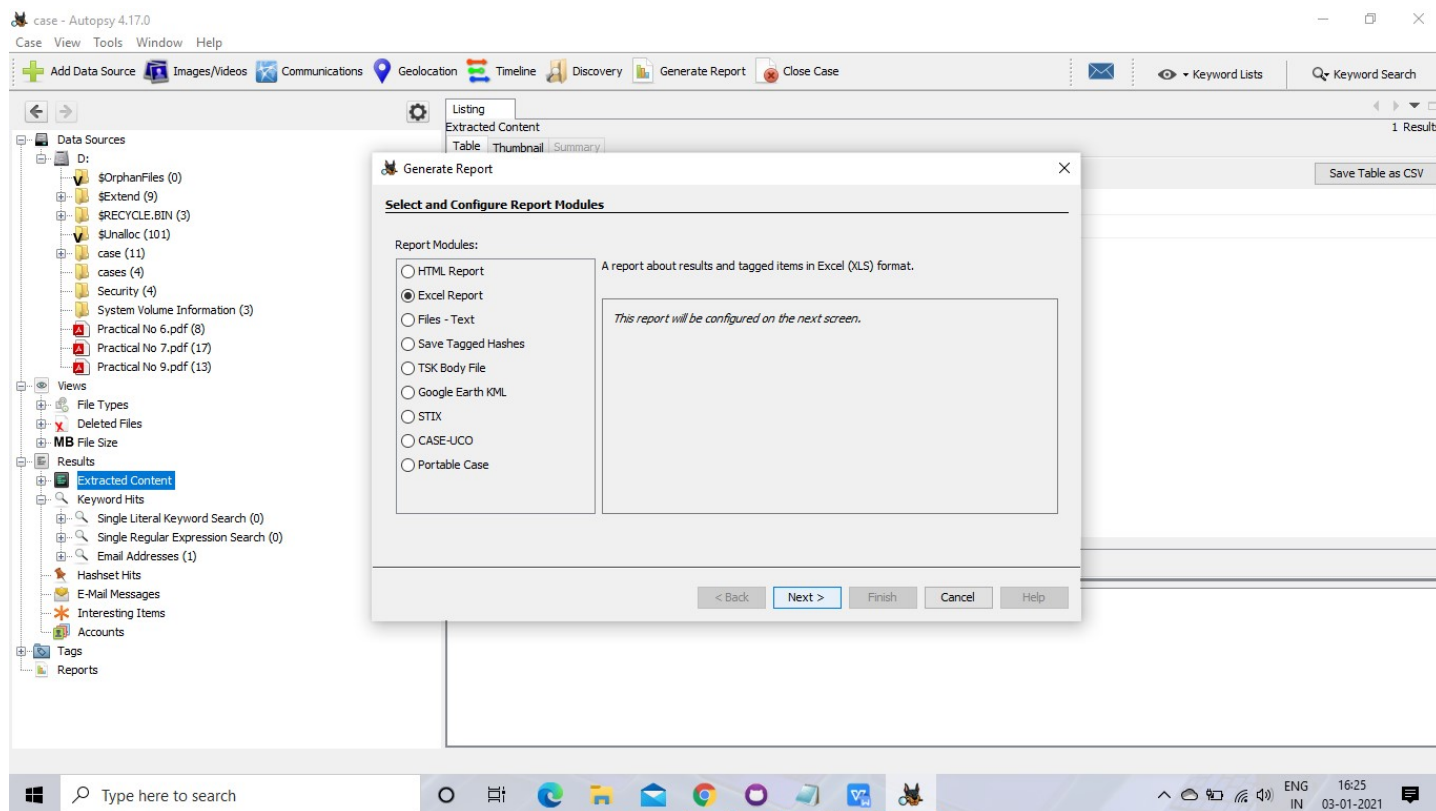 case - Autopsy 4.17.0
Case View Tools Window Help
Add Data Source Images/Videos Communications Geolocation Timeline Discovery Generate Report Close Case Keyword Lists Keyword Search
Listing
Extracted Content 1 Results
Table Thumbnail Summary
Save Table as CSV
Data Sources
D:
$OrphanFiles (0)
$Extend (9)
$RECYCLE.BIN (3)
$Unalloc (101)
case (11)
cases (4)
Security (4)
System Volume Information (3)
Practical No 6.pdf (8)
Practical No 7.pdf (17)
Practical No 9.pdf (13)
Views
File Types
Deleted Files
MB File Size
Results
Extracted Content
Keyword Hits
Single Literal Keyword Search (0)
Single Regular Expression Search (0)
Email Addresses (1)
Hashset Hits
E-Mail Messages
Interesting Items
Accounts
Tags
Reports
Generate Report
Select and Configure Report Modules
Report Modules:
HTML Report
Excel Report
Files - Text
Save Tagged Hashes
TSK Body File
Google Earth KML
STIX
CASE-UCO
Portable Case
A report about results and tagged items in Excel (XLS) format.
This report will be configured on the next screen.
< Back Next > Finish Cancel Help
Type here to search
ENG 16:25
IN 03-01-2021